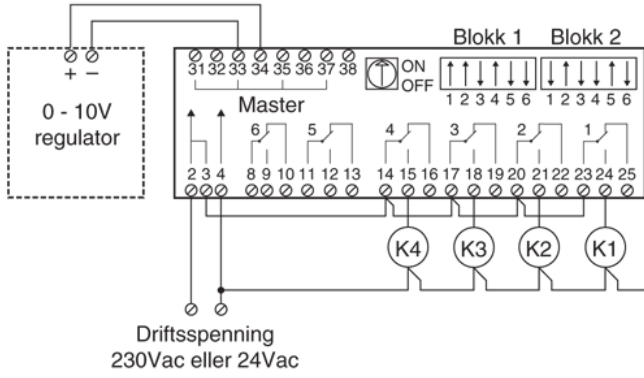 Blokk 1 Blokk 2
31 32 33 34 35 36 37 38
ON
OFF
+ −
1 2 3 4 5 6 1 2 3 4 5 6
0 - 10V
regulator
Master
6 5 4 3 2 1
2 3 4 8 9 10 11 12 13 14 15 16 17 18 19 20 21 22 23 24 25
K4 K3 K2 K1
Driftsspenning
230Vac eller 24Vac